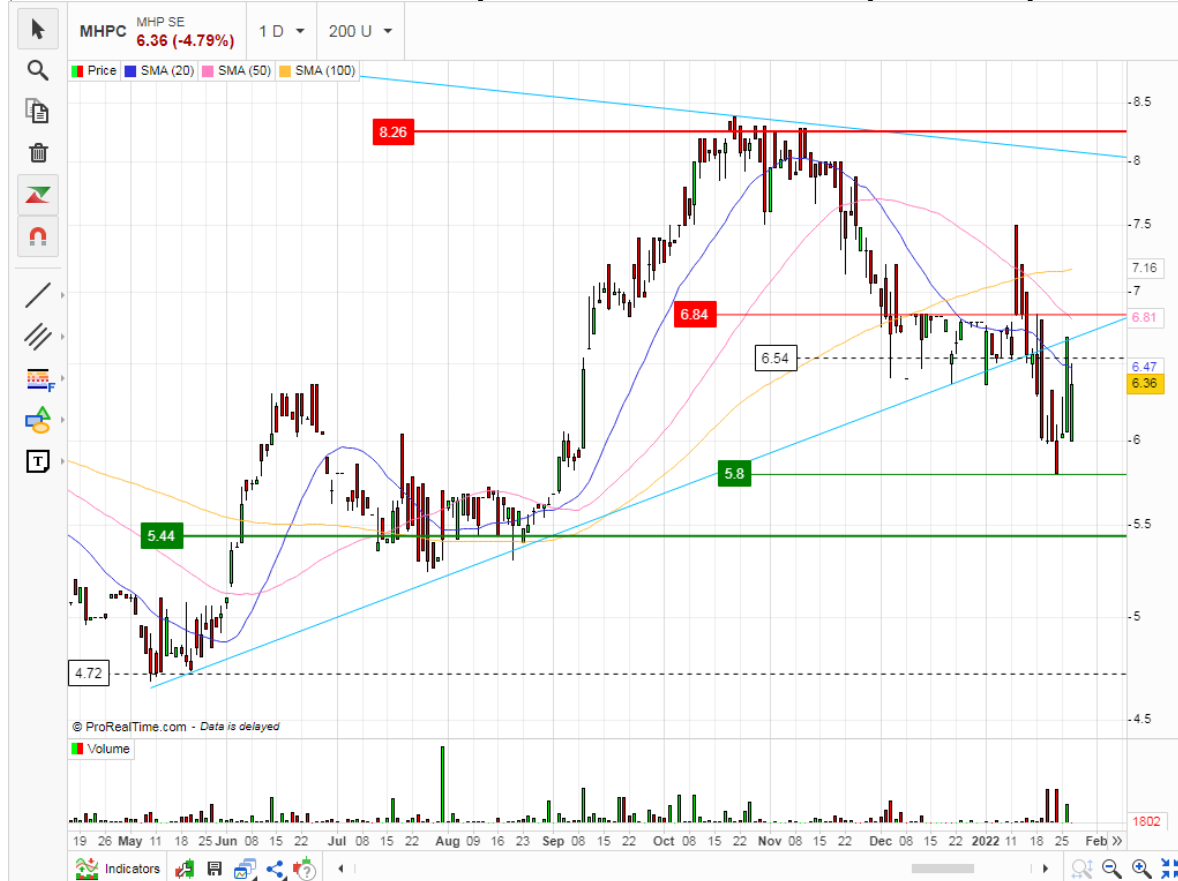 MHPC MHP SE 6.36 (-4.79%) 1 D 200 U
Price SMA (20) SMA (50) SMA (100)
8.5
8.26
8
7.5
7.16
7
6.84
6.81
6.54
6.47
6.36
6
5.8
5.5
5.44
5
4.72
4.5
T
F
© ProRealTime.com - Data is delayed
Volume
1802
19 26 May 11 18 25 Jun 08 15 22 Jul 08 15 22 Aug 09 16 23 Sep 08 15 22 Oct 08 15 22 Nov 08 15 22 Dec 08 15 22 2022 11 18 25 Feb
Indicators